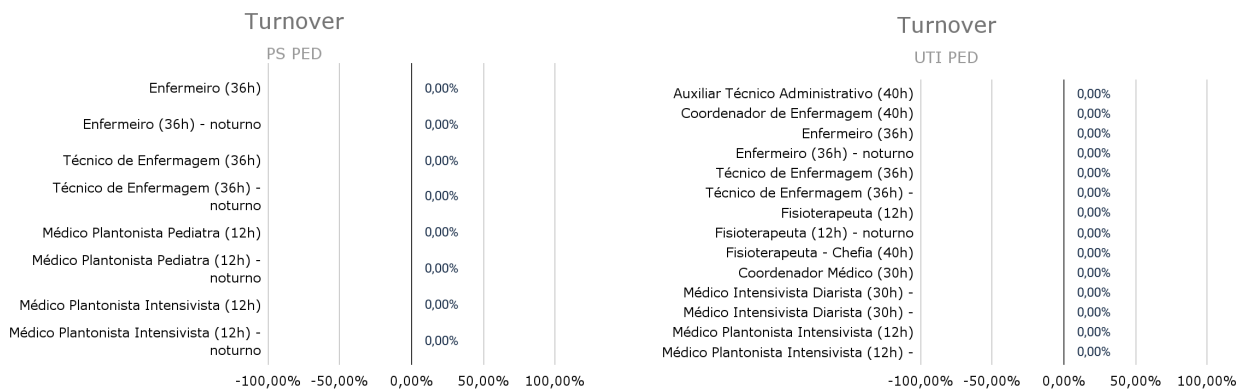 Turnover
PS PED
Enfermeiro (36h)
0,00%
Enfermeiro (36h) - noturno
0,00%
Técnico de Enfermagem (36h)
0,00%
Técnico de Enfermagem (36h) -
noturno
0,00%
Médico Plantonista Pediatra (12h)
0,00%
Médico Plantonista Pediatra (12h) -
noturno
0,00%
Médico Plantonista Intensivista (12h)
0,00%
Médico Plantonista Intensivista (12h) -
noturno
0,00%
-100,00% -50,00% 0,00% 50,00% 100,00%
Turnover
UTI PED
Auxiliar Técnico Administrativo (40h)
0,00%
Coordenador de Enfermagem (40h)
0,00%
Enfermeiro (36h)
0,00%
Enfermeiro (36h) - noturno
0,00%
Técnico de Enfermagem (36h)
0,00%
Técnico de Enfermagem (36h) -
0,00%
Fisioterapeuta (12h)
0,00%
Fisioterapeuta (12h) - noturno
0,00%
Fisioterapeuta - Chefia (40h)
0,00%
Coordenador Médico (30h)
0,00%
Médico Intensivista Diarista (30h) -
0,00%
Médico Intensivista Diarista (30h) -
0,00%
Médico Plantonista Intensivista (12h)
0,00%
Médico Plantonista Intensivista (12h) -
0,00%
-100,00% -50,00% 0,00% 50,00% 100,00%